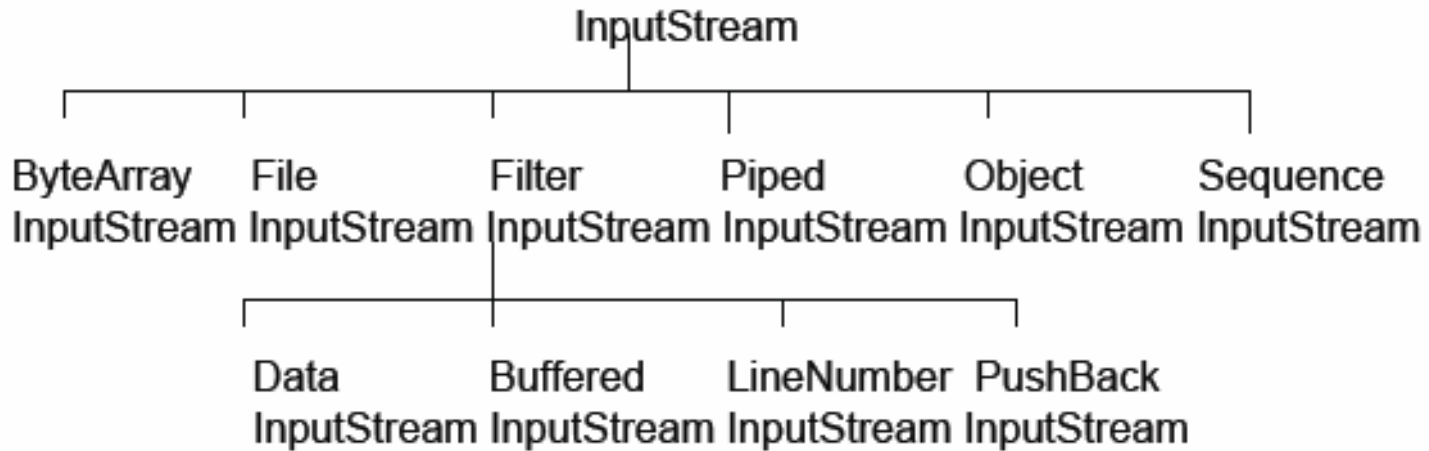 InputStream
ByteArray File Filter Piped Object Sequence
InputStream InputStream InputStream InputStream InputStream InputStream
Data Buffered LineNumber PushBack
InputStream InputStream InputStream InputStream